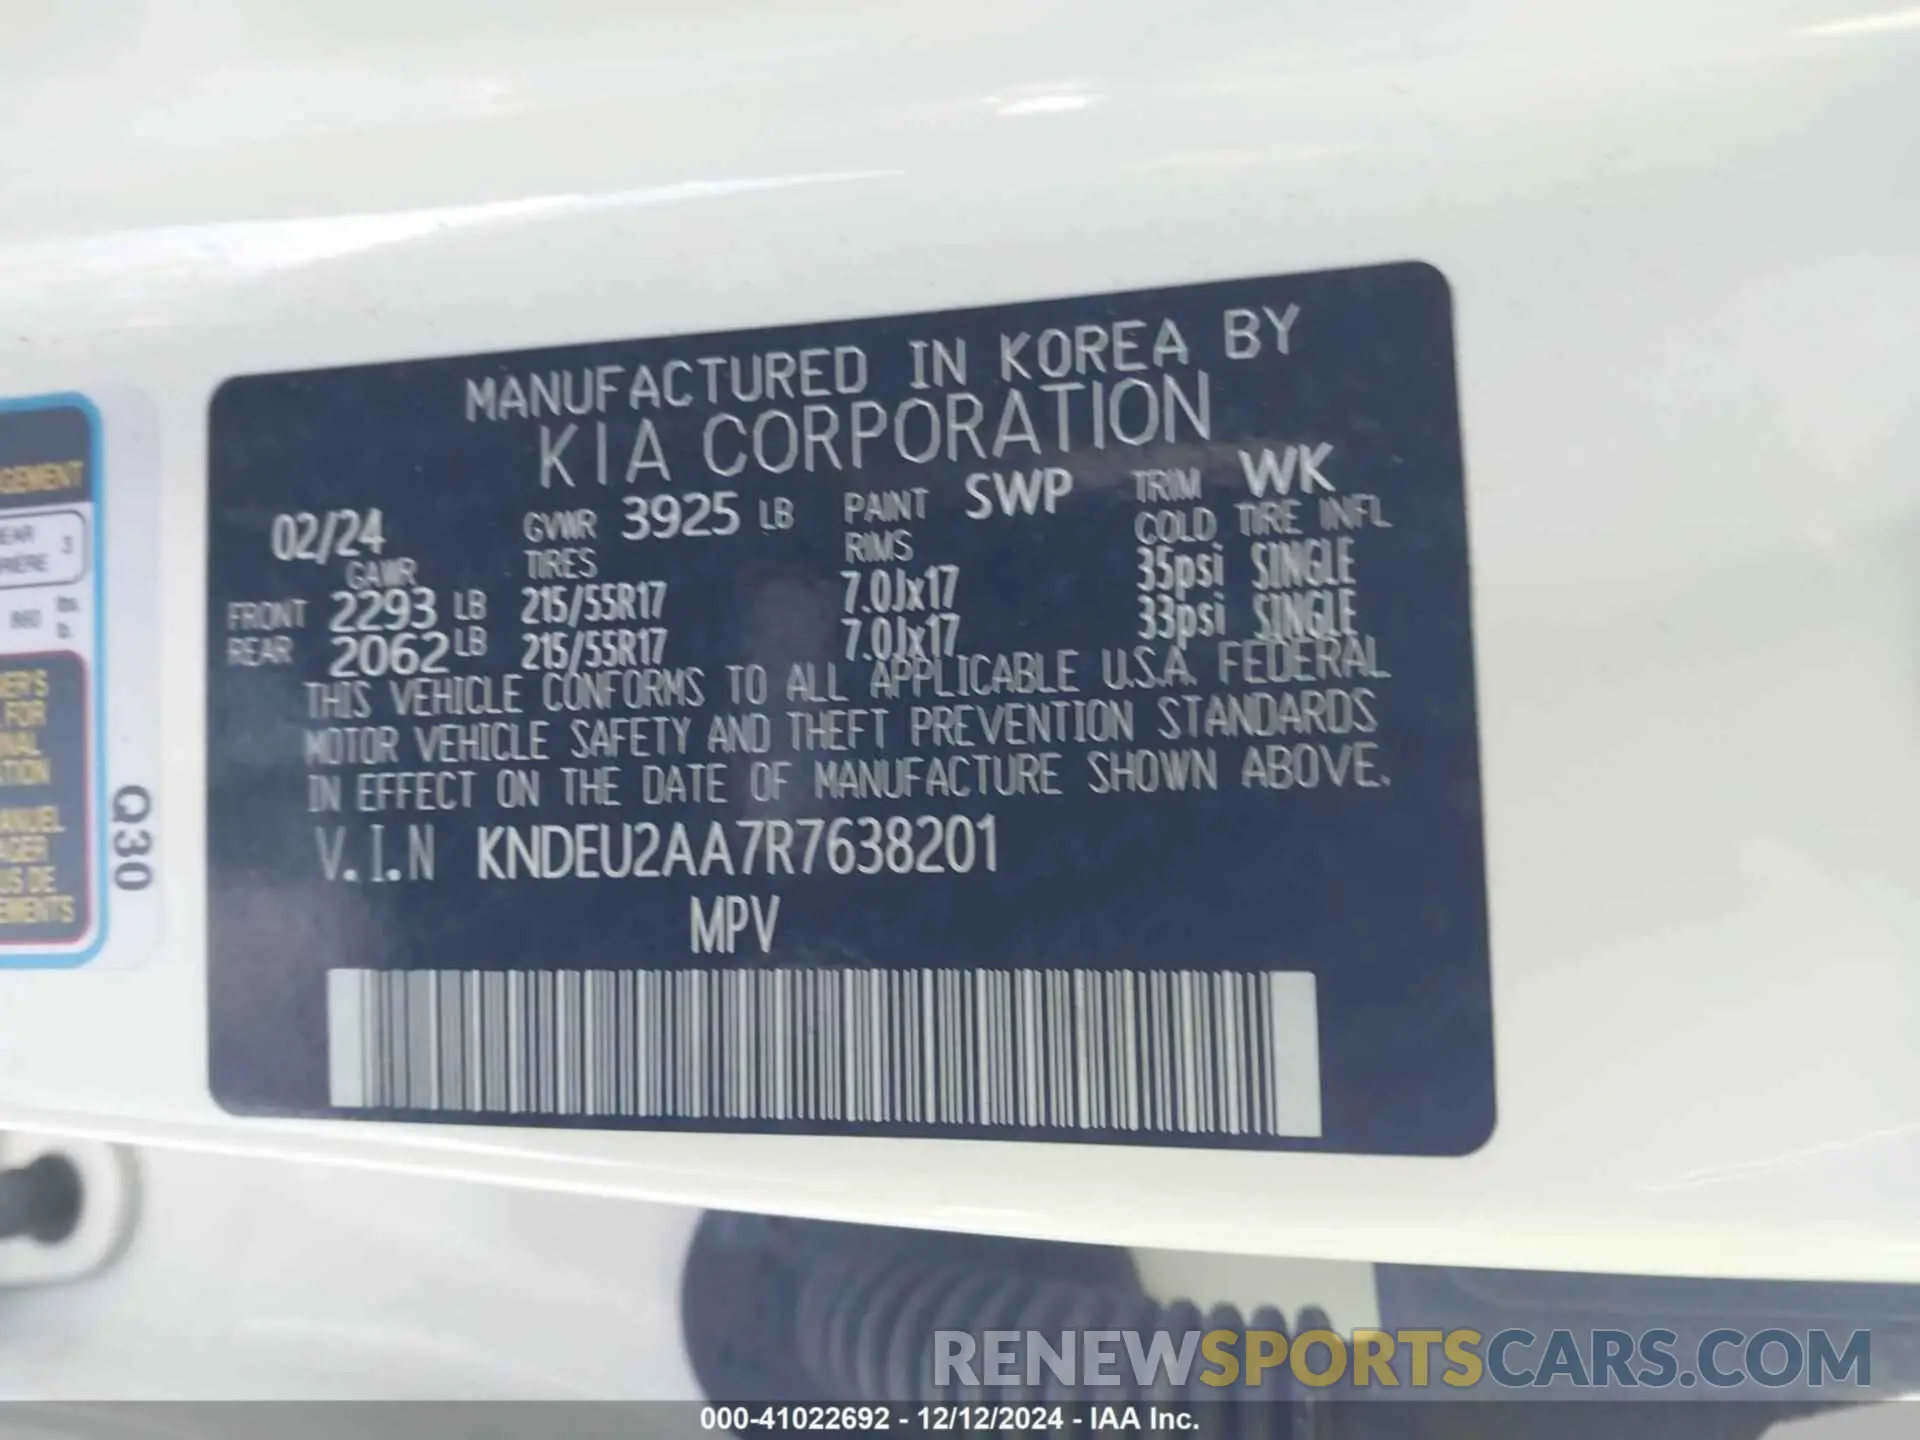 MANUFACTURED IN KOREA BY
KIA CORPORATION
02/24 GVWR 3925 LB PAINT SWP TRIM WK
GAWR TIRES RIMS COLD TIRE INFL
FRONT 2293 LB 215/55R17 7.0Jx17 35psi SINGLE
REAR 2062 LB 215/55R17 7.0Jx17 33psi SINGLE
THIS VEHICLE CONFORMS TO ALL APPLICABLE U.S.A. FEDERAL
MOTOR VEHICLE SAFETY AND THEFT PREVENTION STANDARDS
IN EFFECT ON THE DATE OF MANUFACTURE SHOWN ABOVE.
V.I.N KNDEU2AA7R7638201
MPV
Q30
RENEWSPORTSCARS.COM
000-41022692 - 12/12/2024 - IAA Inc.